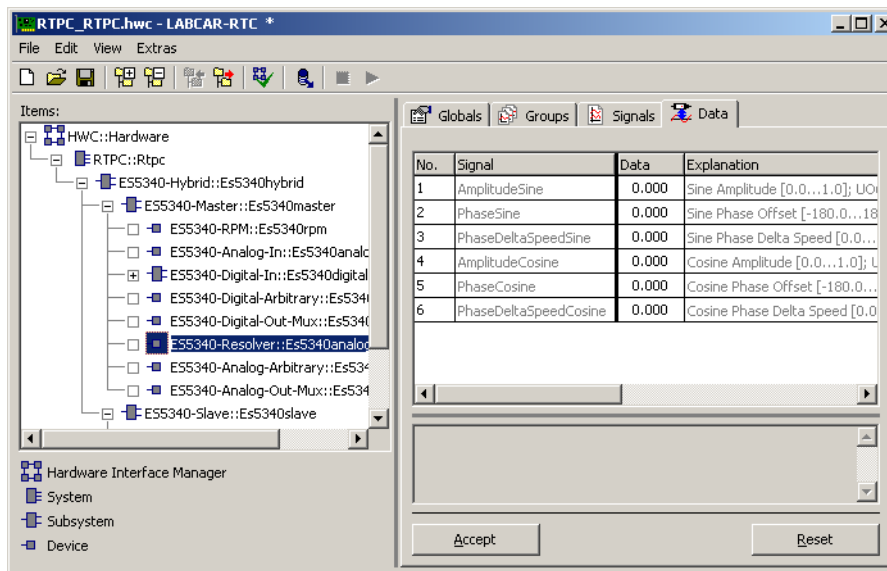 RTPC_RTPC.hwc - LABCAR-RTC *
File Edit View Extras
Items:
HWC::Hardware
RTPC::Rtpc
ES5340-Hybrid::Es5340hybrid
ES5340-Master::Es5340master
ES5340-RPM::Es5340rpm
ES5340-Analog-In::Es5340analc
ES5340-Digital-In::Es5340digital
ES5340-Digital-Arbitrary::Es534
ES5340-Digital-Out-Mux::Es534
ES5340-Resolver::Es5340analog
ES5340-Analog-Arbitrary::Es534
ES5340-Analog-Out-Mux::Es534
ES5340-Slave::Es5340slave
Hardware Interface Manager
System
Subsystem
Device
Globals Groups Signals Data
No. Signal Data Explanation
1 AmplitudeSine 0.000 Sine Amplitude [0.0...1.0]; UO
2 PhaseSine 0.000 Sine Phase Offset [-180.0...18
3 PhaseDeltaSpeedSine 0.000 Sine Phase Delta Speed [0.0...
4 AmplitudeCosine 0.000 Cosine Amplitude [0.0...1.0]; U
5 PhaseCosine 0.000 Cosine Phase Offset [-180.0...
6 PhaseDeltaSpeedCosine 0.000 Cosine Phase Delta Speed [0.0
Accept Reset